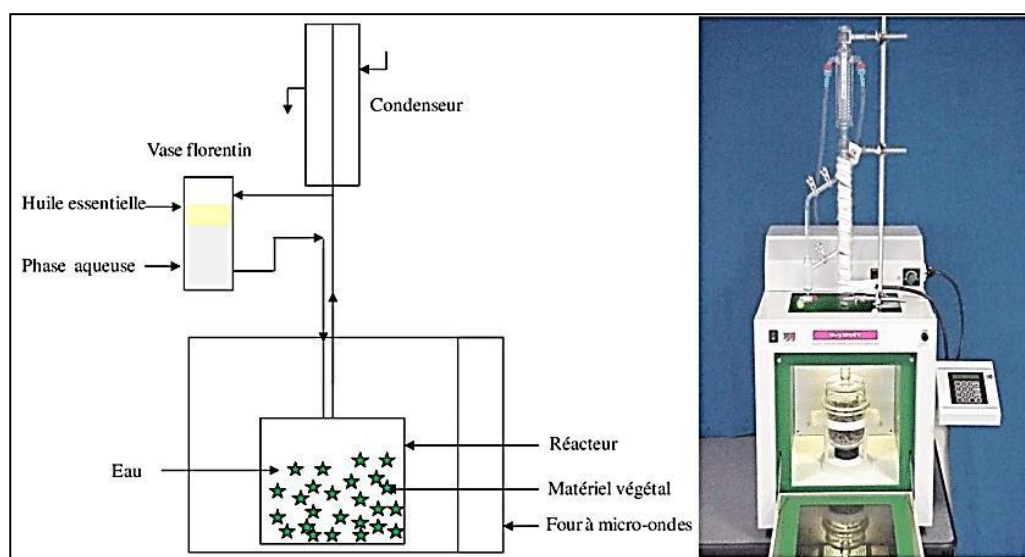 Condenseur
Vase florentin
Huile essentielle
Phase aqueuse
Réacteur
Eau
Matériel végétal
Four à micro-ondes